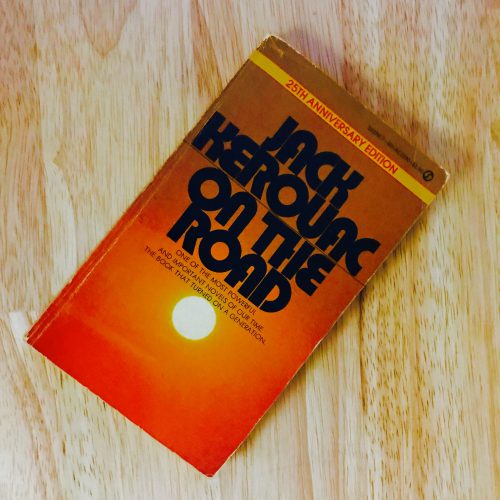 25TH ANNIVERSARY EDITION
JACK
KEROUAC
ON THE
ROAD
ONE OF THE MOST POWERFUL
AND IMPORTANT NOVELS OF OUR TIME.
THE BOOK THAT TURNED ON A GENERATION.